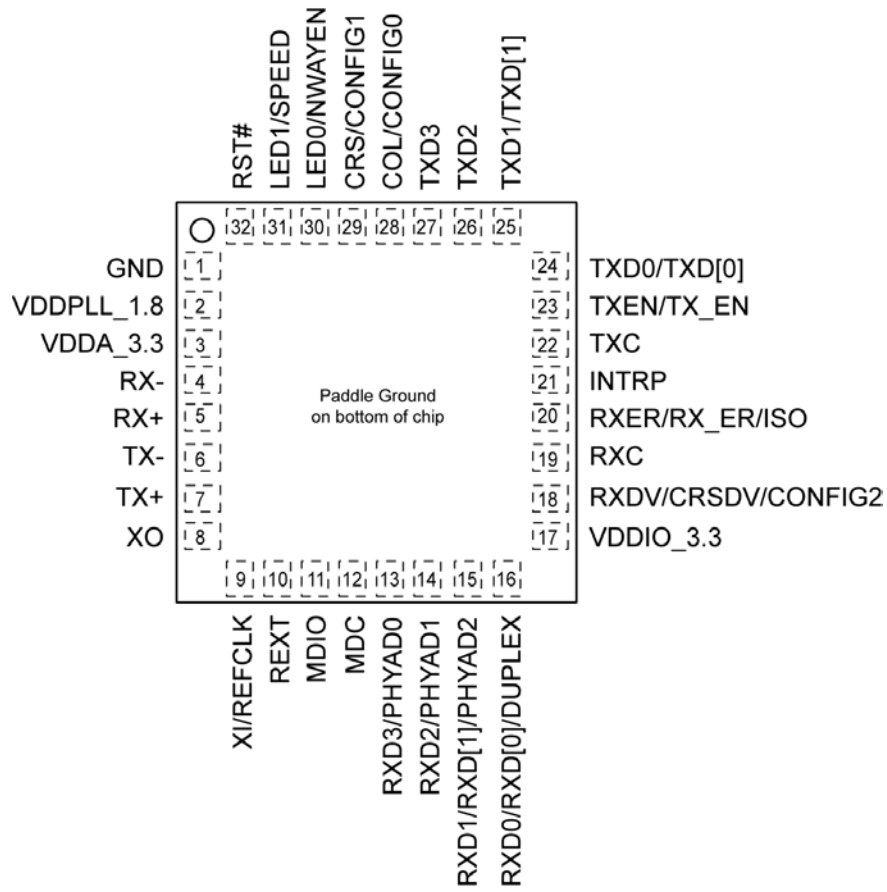 RST#
LED1/SPEED
LED0/NWAYEN
CRS/CONFIG1
COL/CONFIG0
TXD3
TXD2
TXD1/TXD[1]
32 31 30 29 28 27 26 25
GND 1 24 TXD0/TXD[0]
VDDPLL_1.8 2 23 TXEN/TX_EN
VDDA_3.3 3 22 TXC
RX- 4 21 INTRP
Paddle Ground
on bottom of chip
RX+ 5 20 RXER/RX_ER/ISO
TX- 6 19 RXC
TX+ 7 18 RXDV/CRSDV/CONFIG2
XO 8 17 VDDIO_3.3
9 10 11 12 13 14 15 16
XI/REFCLK
REXT
MDIO
MDC
RXD3/PHYAD0
RXD2/PHYAD1
RXD1/RXD[1]/PHYAD2
RXD0/RXD[0]/DUPLEX